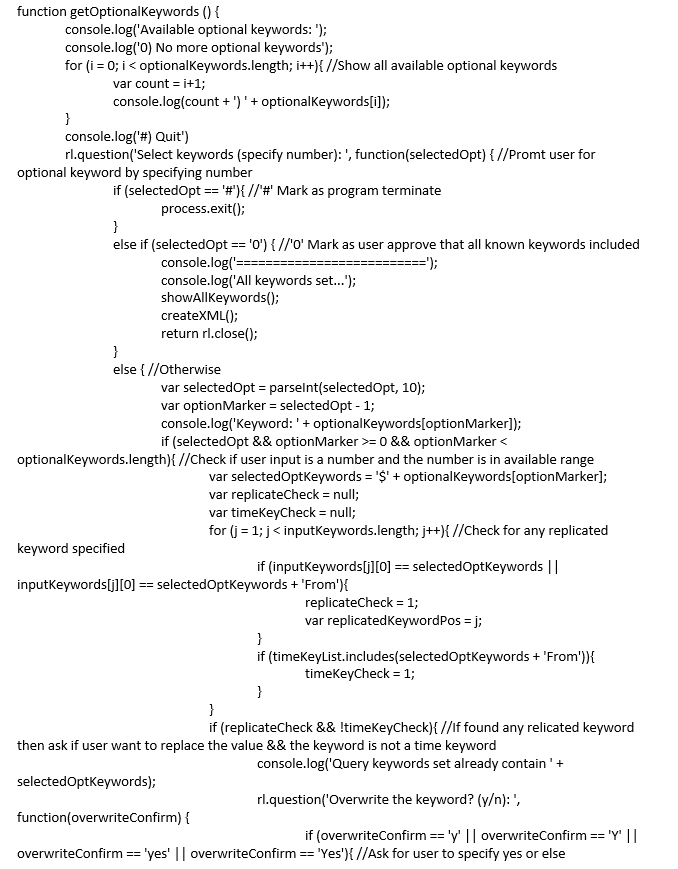 function getOptionalKeywords () {
console.log('Available optional keywords: ');
console.log('0) No more optional keywords');
for (i = 0; i < optionalKeywords.length; i++){ //Show all available optional keywords
var count = i+1;
console.log(count + ') ' + optionalKeywords[i]);
}
console.log('#) Quit')
rl.question('Select keywords (specify number): ', function(selectedOpt) { //Promt user for
optional keyword by specifying number
if (selectedOpt == '#'){ //'#' Mark as program terminate
process.exit();
}
else if (selectedOpt == '0') { //'0' Mark as user approve that all known keywords included
console.log('==========================');
console.log('All keywords set...');
showAllKeywords();
createXML();
return rl.close();
}
else { //Otherwise
var selectedOpt = parseInt(selectedOpt, 10);
var optionMarker = selectedOpt - 1;
console.log('Keyword: ' + optionalKeywords[optionMarker]);
if (selectedOpt && optionMarker >= 0 && optionMarker <
optionalKeywords.length){ //Check if user input is a number and the number is in available range
var selectedOptKeywords = '$' + optionalKeywords[optionMarker];
var replicateCheck = null;
var timeKeyCheck = null;
for (j = 1; j < inputKeywords.length; j++){ //Check for any replicated
keyword specified
if (inputKeywords[j][0] == selectedOptKeywords ||
inputKeywords[j][0] == selectedOptKeywords + 'From'){
replicateCheck = 1;
var replicatedKeywordPos = j;
}
if (timeKeyList.includes(selectedOptKeywords + 'From')){
timeKeyCheck = 1;
}
}
if (replicateCheck && !timeKeyCheck){ //If found any relicated keyword
then ask if user want to replace the value && the keyword is not a time keyword
console.log('Query keywords set already contain ' +
selectedOptKeywords);
rl.question('Overwrite the keyword? (y/n): ',
function(overwriteConfirm) {
if (overwriteConfirm == 'y' || overwriteConfirm == 'Y' ||
overwriteConfirm == 'yes' || overwriteConfirm == 'Yes'){ //Ask for user to specify yes or else